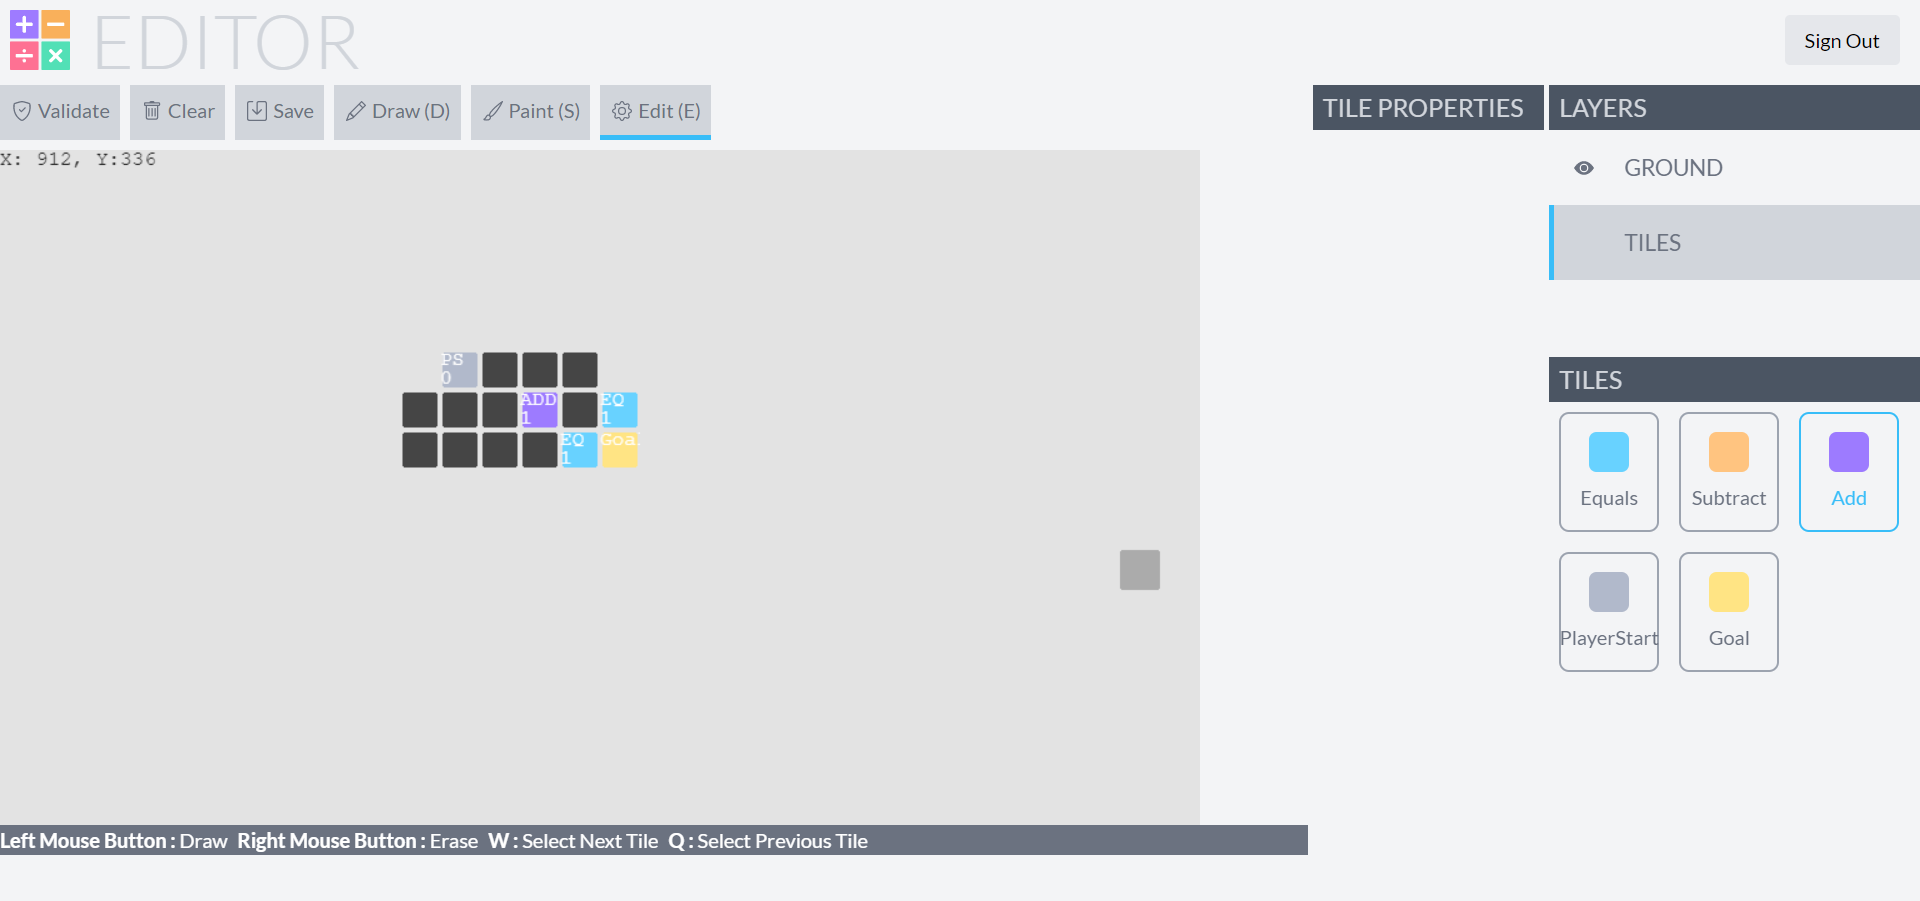 EDITOR
Sign Out
Validate
Clear
Save
Draw (D)
Paint (S)
Edit (E)
TILE PROPERTIES
LAYERS
X: 912, Y:336
GROUND
TILES
PS
0
ADD
1
EQ
1
EQ
1
Goal
TILES
Equals
Subtract
Add
PlayerStart
Goal
Left Mouse Button : Draw Right Mouse Button : Erase W : Select Next Tile Q : Select Previous Tile